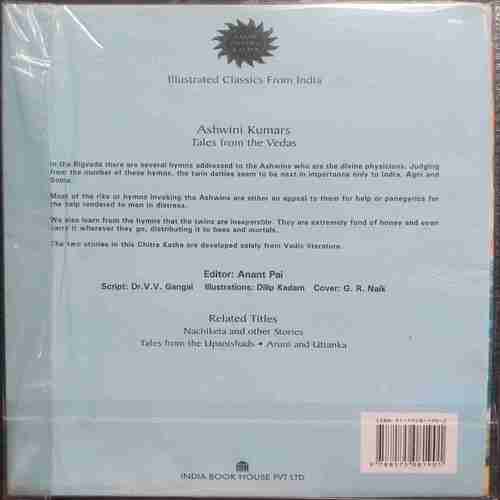 AMAR
CHITRA
KATHA
Illustrated Classics From India
Ashwini Kumars
Tales from the Vedas
In the Rigveda there are several hymns addressed to the Ashwins who are the divine physicians. Judging
from the number of these hymns, the twin deities seem to be next in importance only to Indra, Agni and
Soma.
Most of the riks or hymns invoking the Ashwins are either an appeal to them for help or panegyrics for
the help rendered to man in distress.
We also learn from the hymns that the twins are inseperable. They are extremely fond of honey and even
carry it wherever they go, distributing it to bees and mortals.
The two stories in this Chitra Katha are developed solely from Vedic literature.
Editor: Anant Pai
Script: Dr.V.V. Gangal Illustrations: Dilip Kadam Cover: G. R. Naik
Related Titles
Nachiketa and other Stories
Tales from the Upanishads • Aruni and Uttanka
INDIA BOOK HOUSE PVT LTD
ISBN